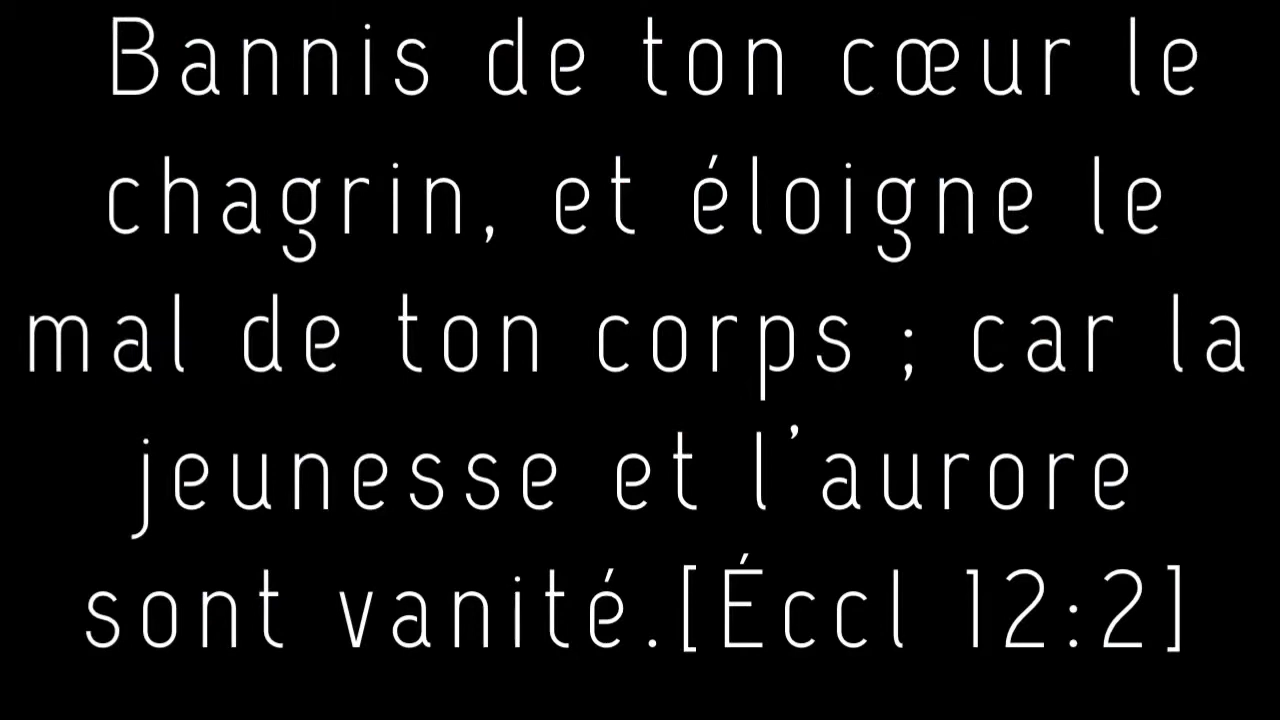 Bannis de ton cœur le
chagrin, et éloigne le
mal de ton corps ; car la
jeunesse et l’aurore
sont vanité.[Éccl 12:2]